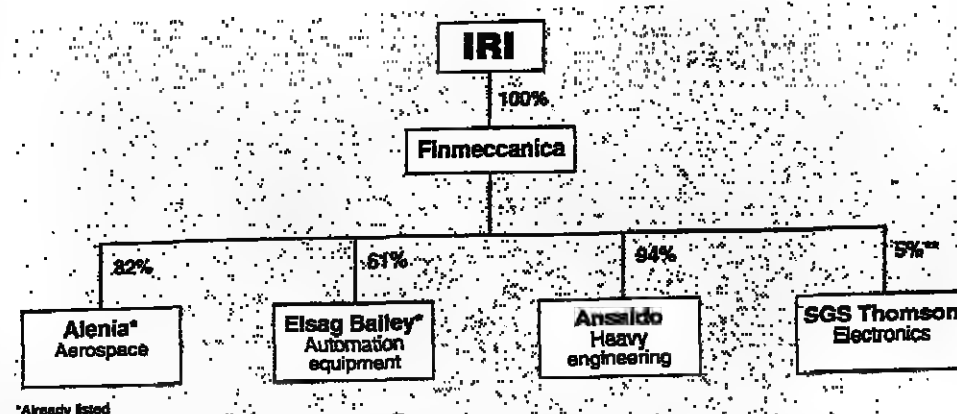 IRI
100%
Finmeccanica
82%
61%
94%
5%**
Alenia*
Aerospace
Elsag Bailey*
Automation
equipment
Ansaldo
Heavy
engineering
SGS Thomson
Electronics
*Already listed